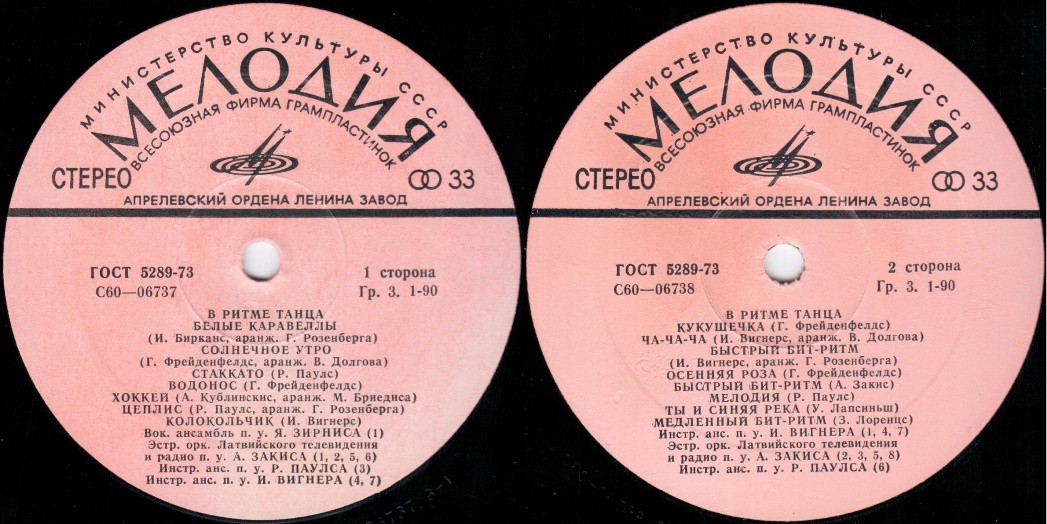 МИНИСТЕРСТВО КУЛЬТУРЫ СССР
МЕЛОДИЯ
ВСЕСОЮЗНАЯ ФИРМА ГРАМПЛАСТИНОК
СТЕРЕО
33
АПРЕЛЕВСКИЙ ОРДЕНА ЛЕНИНА ЗАВОД
ГОСТ 5289-73
1 сторона
С60—06737
Гр. 3. 1-90
В РИТМЕ ТАНЦА
БЕЛЫЕ КАРАВЕЛЛЫ
(И. Бирканс, аранж. Г. Розенберга)
СОЛНЕЧНОЕ УТРО
(Г. Фрейденфелдс, аранж. В. Долгова)
СТАККАТО (Р. Паулс)
ВОДОНОС (Г. Фрейденфелдс)
ХОККЕЙ (А. Кублинскис, аранж. М. Бриедиса)
ЦЕПЛИС (Р. Паулс, аранж. Г. Розенберга)
КОЛОКОЛЬЧИК (И. Вигнерс)
Вок. ансамбль п. у. Я. ЗИРНИСА (1)
Эстр. орк. Латвийского телевидения
и радио п. у. А. ЗАКИСА (1, 2, 5, 6)
Инстр. анс. п. у. Р. ПАУЛСА (3)
Инстр. анс. п. у. И. ВИГНЕРА (4, 7)
МИНИСТЕРСТВО КУЛЬТУРЫ СССР
МЕЛОДИЯ
ВСЕСОЮЗНАЯ ФИРМА ГРАМПЛАСТИНОК
СТЕРЕО
33
АПРЕЛЕВСКИЙ ОРДЕНА ЛЕНИНА ЗАВОД
ГОСТ 5289-73
2 сторона
С60—06738
Гр. 3. 1-90
В РИТМЕ ТАНЦА
КУКУШЕЧКА (Г. Фрейденфелдс)
ЧА-ЧА-ЧА (И. Вигнерс, аранж. В. Долгова)
БЫСТРЫЙ БИТ-РИТМ
(И. Вигнерс, аранж. Г. Розенберга)
ОСЕННЯЯ РОЗА (Г. Фрейденфелдс)
БЫСТРЫЙ БИТ-РИТМ (А. Закис)
МЕЛОДИЯ (Р. Паулс)
ТЫ И СИНЯЯ РЕКА (У. Лапсиньш)
МЕДЛЕННЫЙ БИТ-РИТМ (З. Лоренцс)
Инстр. анс. п. у. И. ВИГНЕРА (1, 4, 7)
Эстр. орк. Латвийского телевидения
и радио п. у. А. ЗАКИСА (2, 3, 5, 8)
Инстр. анс. п. у. Р. ПАУЛСА (6)